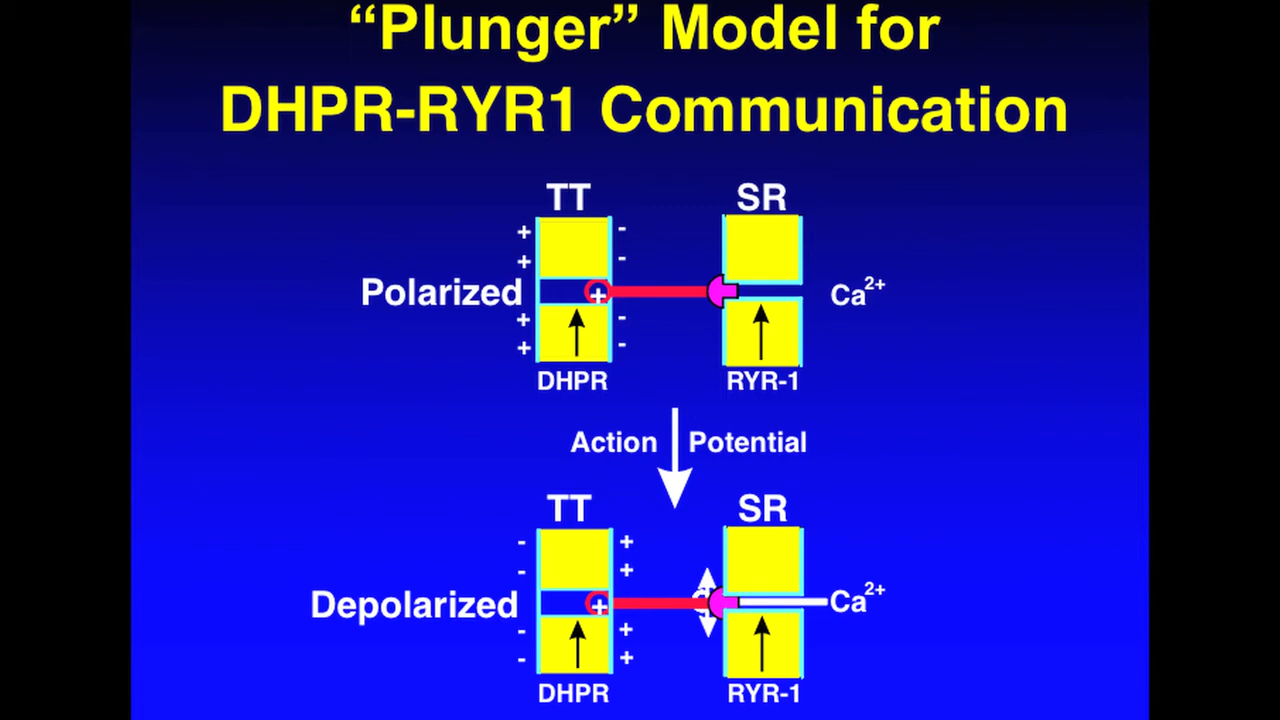 “Plunger” Model for
DHPR-RYR1 Communication
TT SR
+ -
+ -
Polarized + Ca2+
+ -
+ -
DHPR RYR-1
Action Potential
TT SR
- +
- +
Depolarized + Ca2+
- +
- +
DHPR RYR-1